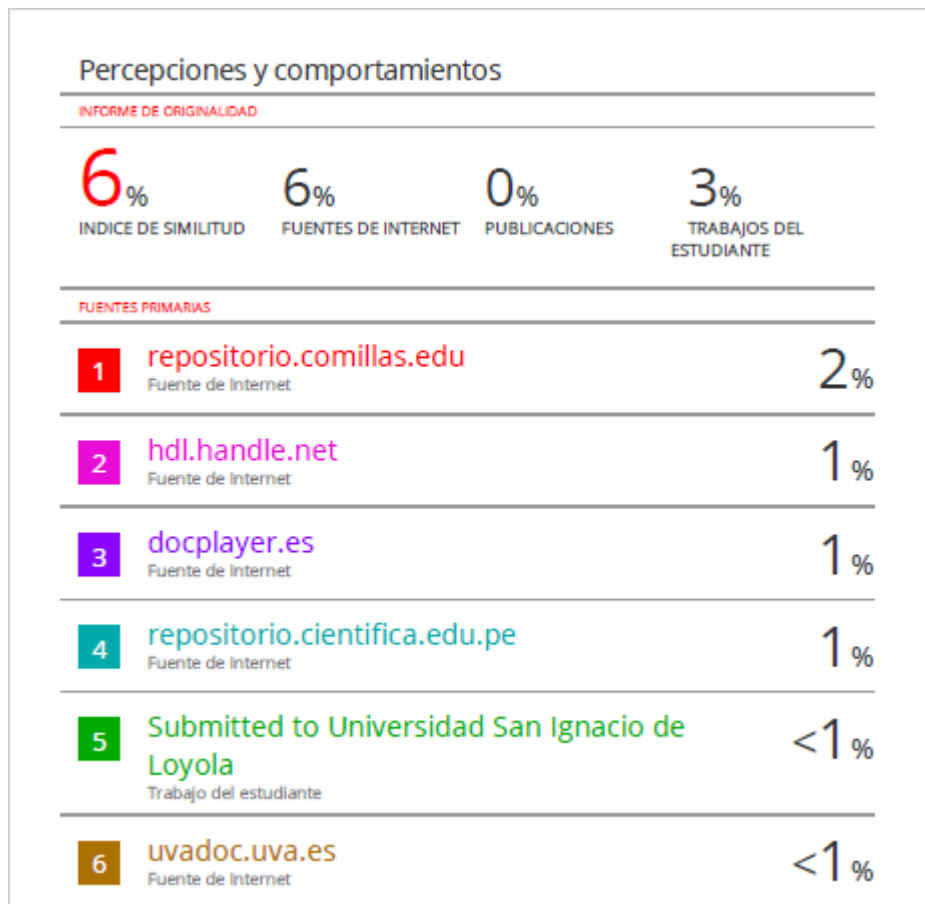 Percepciones y comportamientos
INFORME DE ORIGINALIDAD
6%
6%
0%
3%
INDICE DE SIMILITUD
FUENTES DE INTERNET
PUBLICACIONES
TRABAJOS DEL
ESTUDIANTE
FUENTES PRIMARIAS
1
repositorio.comillas.edu
Fuente de Internet
2%
2
hdl.handle.net
Fuente de Internet
1%
3
docplayer.es
Fuente de Internet
1%
4
repositorio.cientifica.edu.pe
Fuente de Internet
1%
5
Submitted to Universidad San Ignacio de
Loyola
Trabajo del estudiante
<1%
6
uvadoc.uva.es
Fuente de Internet
<1%